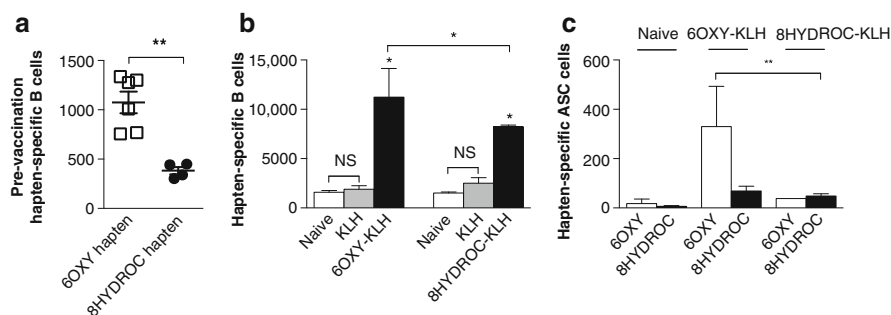 a
**
Pre-vaccination
hapten-specific B cells
1500
1000
500
0
6OXY hapten
8HYDROC hapten
b
*
Hapten-specific B cells
15,000
10,000
5000
0
NS
*
NS
*
Naive
KLH
6OXY-KLH
Naive
KLH
8HYDROC-KLH
c
Naive
6OXY-KLH
8HYDROC-KLH
**
Hapten-specific ASC cells
600
400
200
0
6OXY
8HYDROC
6OXY
8HYDROC
6OXY
8HYDROC